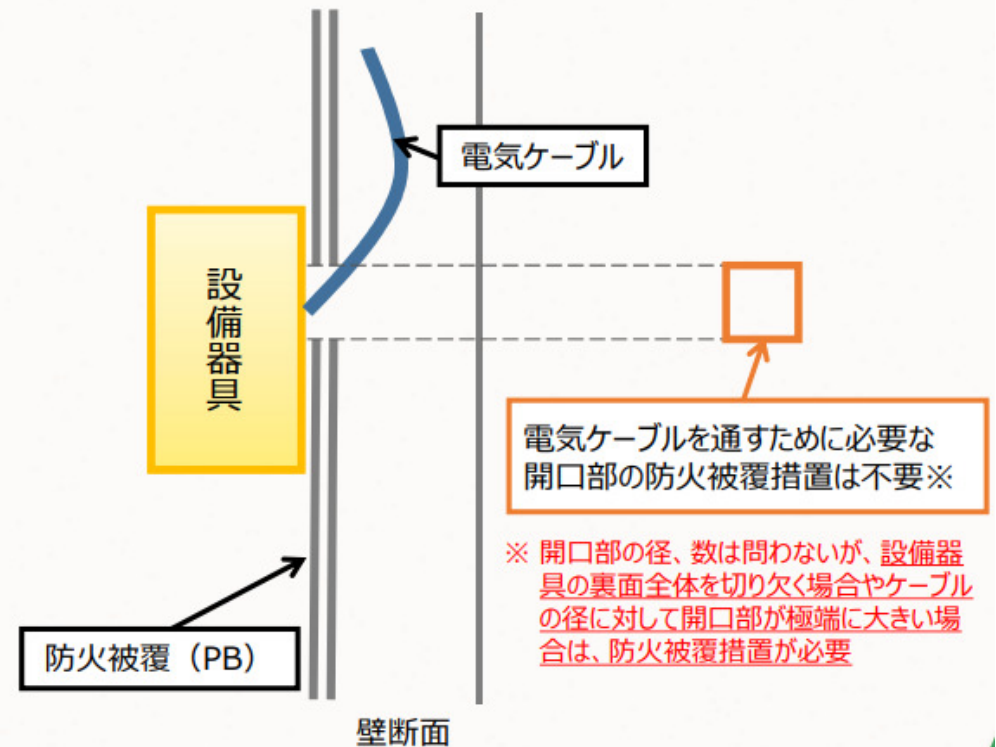 電気ケーブル
設備器具
電気ケーブルを通すために必要な
開口部の防火被覆措置は不要※
※ 開口部の径、数は問わないが、設備器
具の裏面全体を切り欠く場合やケーブル
の径に対して開口部が極端に大きい場
合は、防火被覆措置が必要
防火被覆（PB）
壁断面